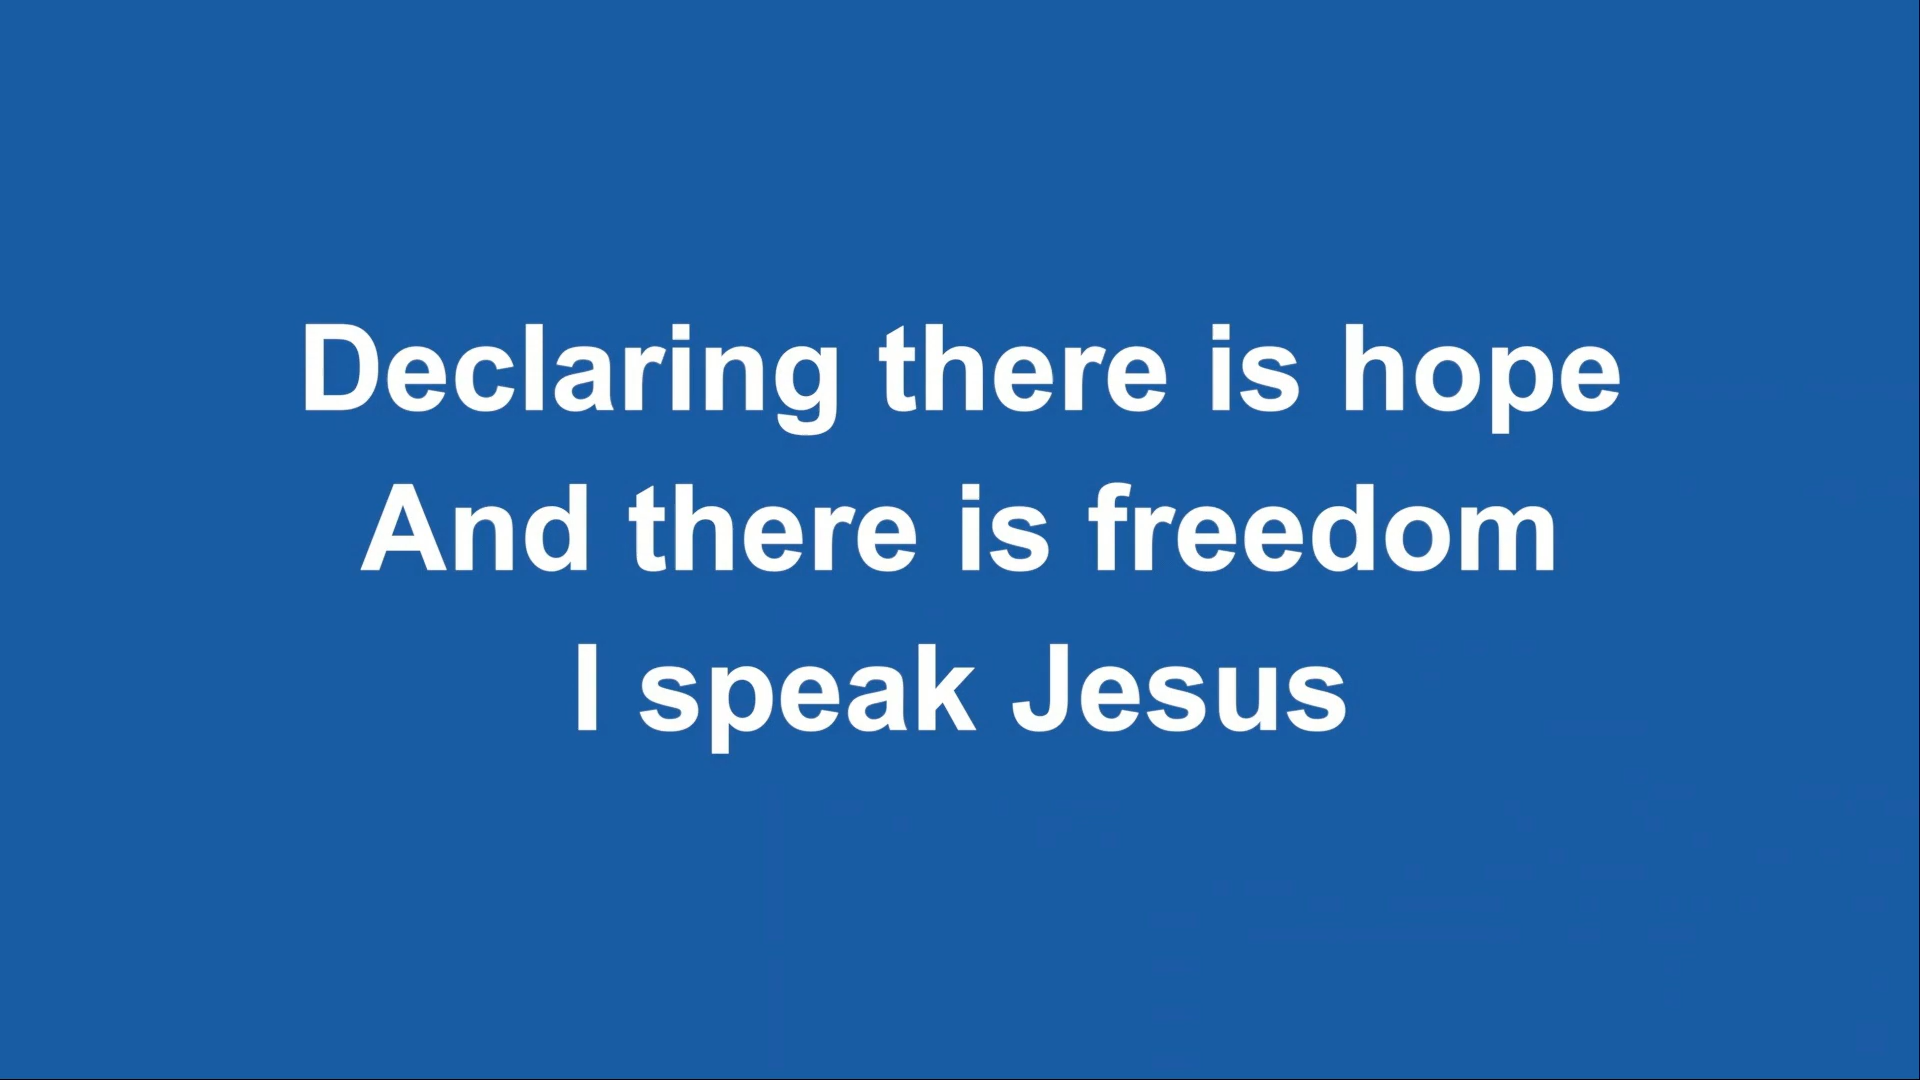 Declaring there is hope
And there is freedom
I speak Jesus